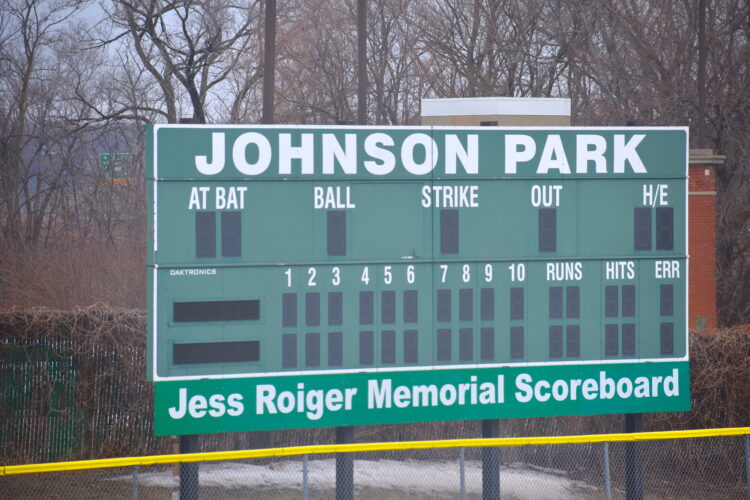 JOHNSON PARK
AT BAT BALL STRIKE OUT H/E
DAKTRONICS 1 2 3 4 5 6 7 8 9 10 RUNS HITS ERR
Jess Roiger Memorial Scoreboard